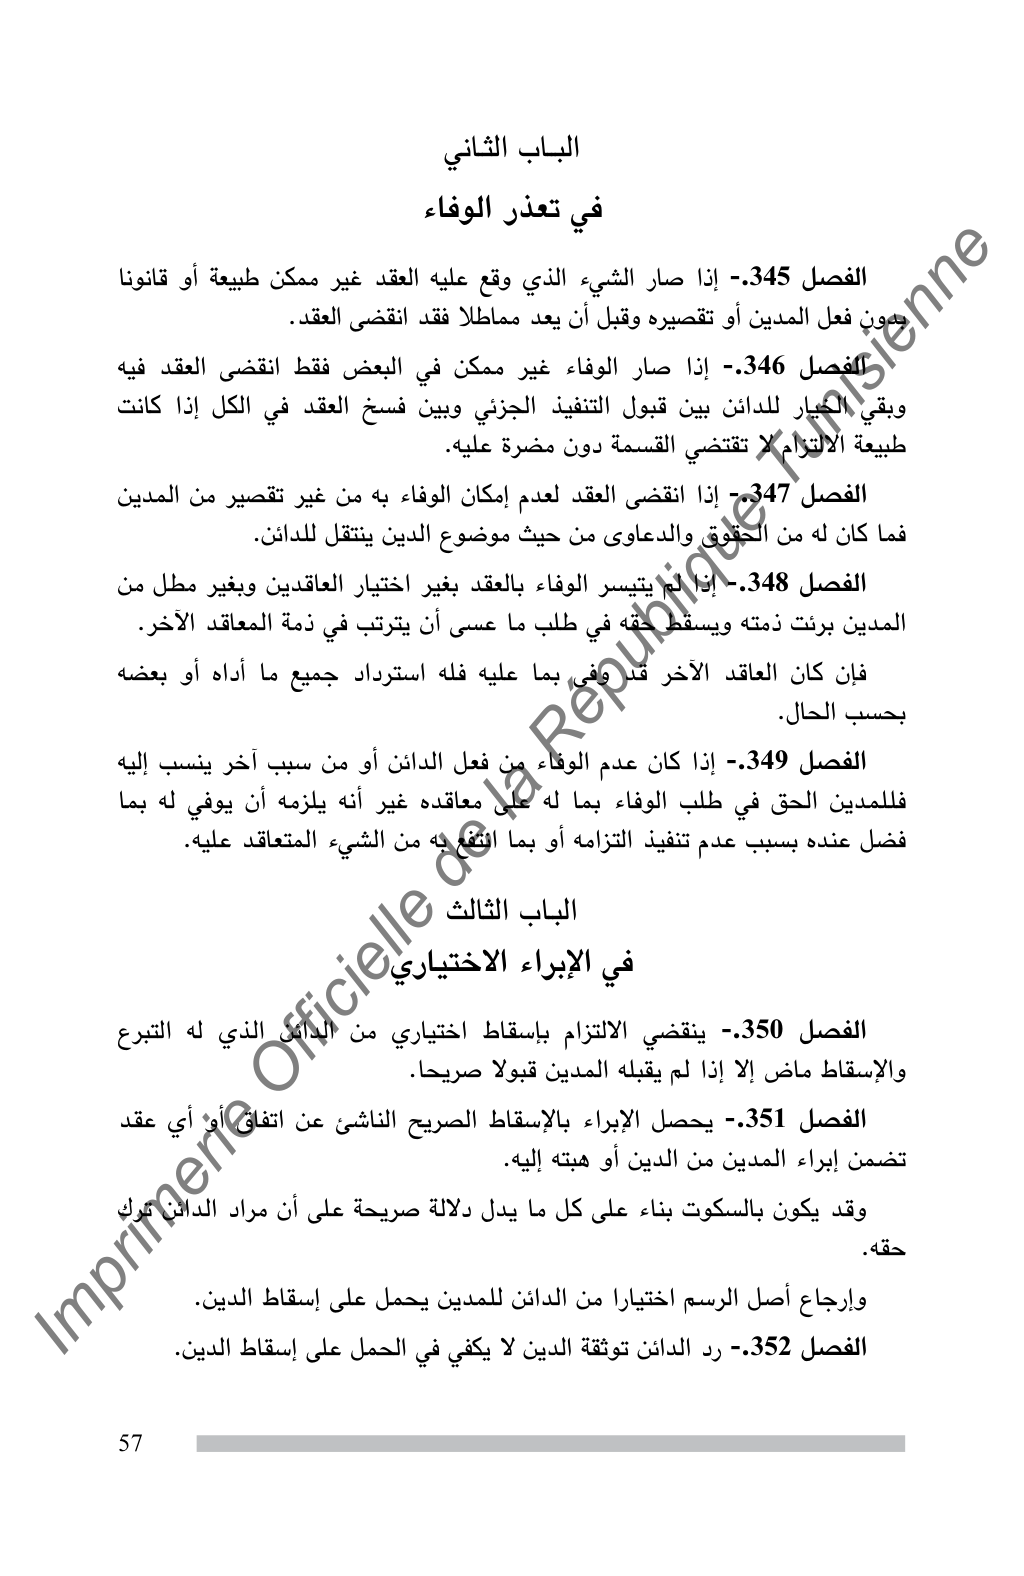 البـاب الثـاني
في تعذر الوفاء
الفصل 345.- إذا صار الشيء الذي وقع عليه العقد غير ممكن طبيعة أو قانونا
بدون فعل المدين أو تقصيره وقبل أن يعد مماطلا فقد انقضى العقد.
الفصل 346.- إذا صار الوفاء غير ممكن في البعض فقط انقضى العقد فيه
وبقي الخيار للدائن بين قبول التنفيذ الجزئي وبين فسخ العقد في الكل إذا كانت
طبيعة الالتزام لا تقتضي القسمة دون مضرة عليه.
الفصل 347.- إذا انقضى العقد لعدم إمكان الوفاء به من غير تقصير من المدين
فما كان له من الحقوق والدعاوى من حيث موضوع الدين ينتقل للدائن.
الفصل 348.- إذا لم يتيسر الوفاء بالعقد بغير اختيار العاقدين وبغير مطل من
المدين برئت ذمته ويسقط حقه في طلب ما عسى أن يترتب في ذمة المعاقد الآخر.
فإن كان العاقد الآخر قد وفى بما عليه فله استرداد جميع ما أداه أو بعضه
بحسب الحال.
الفصل 349.- إذا كان عدم الوفاء من فعل الدائن أو من سبب آخر ينسب إليه
فللمدين الحق في طلب الوفاء بما له على معاقده غير أنه يلزمه أن يوفي له بما
فضل عنده بسبب عدم تنفيذ التزامه أو بما انتفع به من الشيء المتعاقد عليه.
البـاب الثالث
في الإبراء الاختيـاري
الفصل 350.- ينقضي الالتزام بإسقاط اختياري من الدائن الذي له التبرع
والإسقاط ماض إلا إذا لم يقبله المدين قبولا صريحا.
الفصل 351.- يحصل الإبراء بالإسقاط الصريح الناشئ عن اتفاق أو أي عقد
تضمن إبراء المدين من الدين أو هبته إليه.
وقد يكون بالسكوت بناء على كل ما يدل دلالة صريحة على أن مراد الدائن ترك
حقه.
وإرجاع أصل الرسم اختيارا من الدائن للمدين يحمل على إسقاط الدين.
الفصل 352.- رد الدائن توثقة الدين لا يكفي في الحمل على إسقاط الدين.
57
Imprimerie Officielle de la République Tunisienne